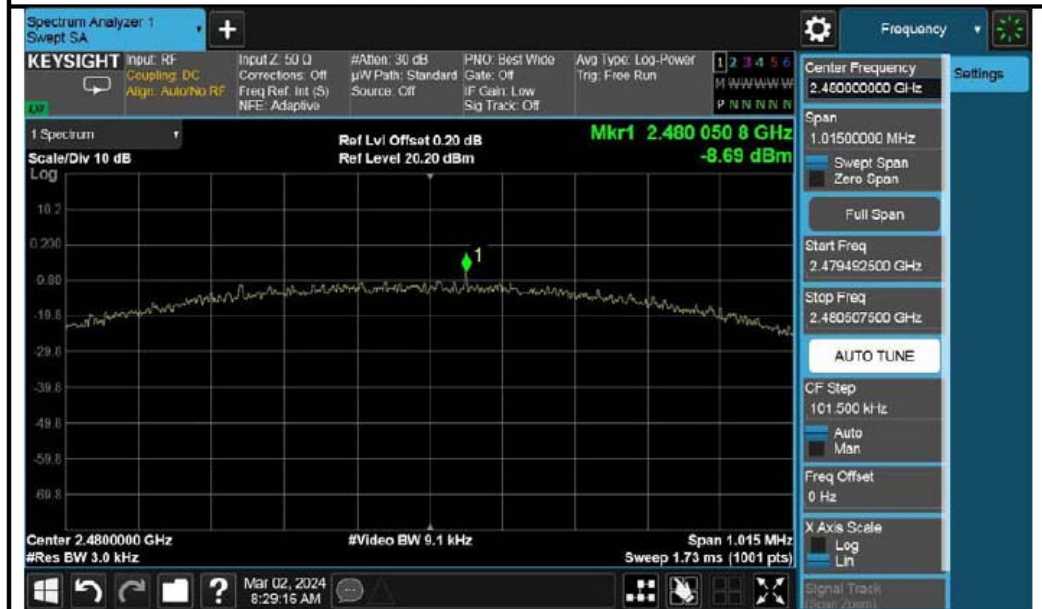 Spectrum Analyzer 1
Swept SA
+
Frequency
KEYSIGHT
Input: RF
Coupling: DC
Align: Auto/No RF
Input Z: 50 Ω
Corrections: Off
Freq Ref: Int (S)
NFE: Adaptive
#Atten: 30 dB
µW Path: Standard
Source: Off
PNO: Best Wide
Gate: Off
IF Gain: Low
Sig Track: Off
Avg Type: Log-Power
Trig: Free Run
1 2 3 4 5 6
M W W W W W
P N N N N N
LXI
1 Spectrum
Scale/Div 10 dB
Log
Ref Lvl Offset 0.20 dB
Ref Level 20.20 dBm
Mkr1 2.480 050 8 GHz
-8.69 dBm
10.2
0.200
-9.80
-19.8
-29.8
-39.8
-49.8
-59.8
-69.8
1
Center 2.4800000 GHz
#Res BW 3.0 kHz
#Video BW 9.1 kHz
Span 1.015 MHz
Sweep 1.73 ms (1001 pts)
?
Mar 02, 2024
8:29:16 AM
Center Frequency
2.480000000 GHz
Settings
Span
1.01500000 MHz
Swept Span
Zero Span
Full Span
Start Freq
2.479492500 GHz
Stop Freq
2.480507500 GHz
AUTO TUNE
CF Step
101.500 kHz
Auto
Man
Freq Offset
0 Hz
X Axis Scale
Log
Lin
Signal Track
(Span Zoom)